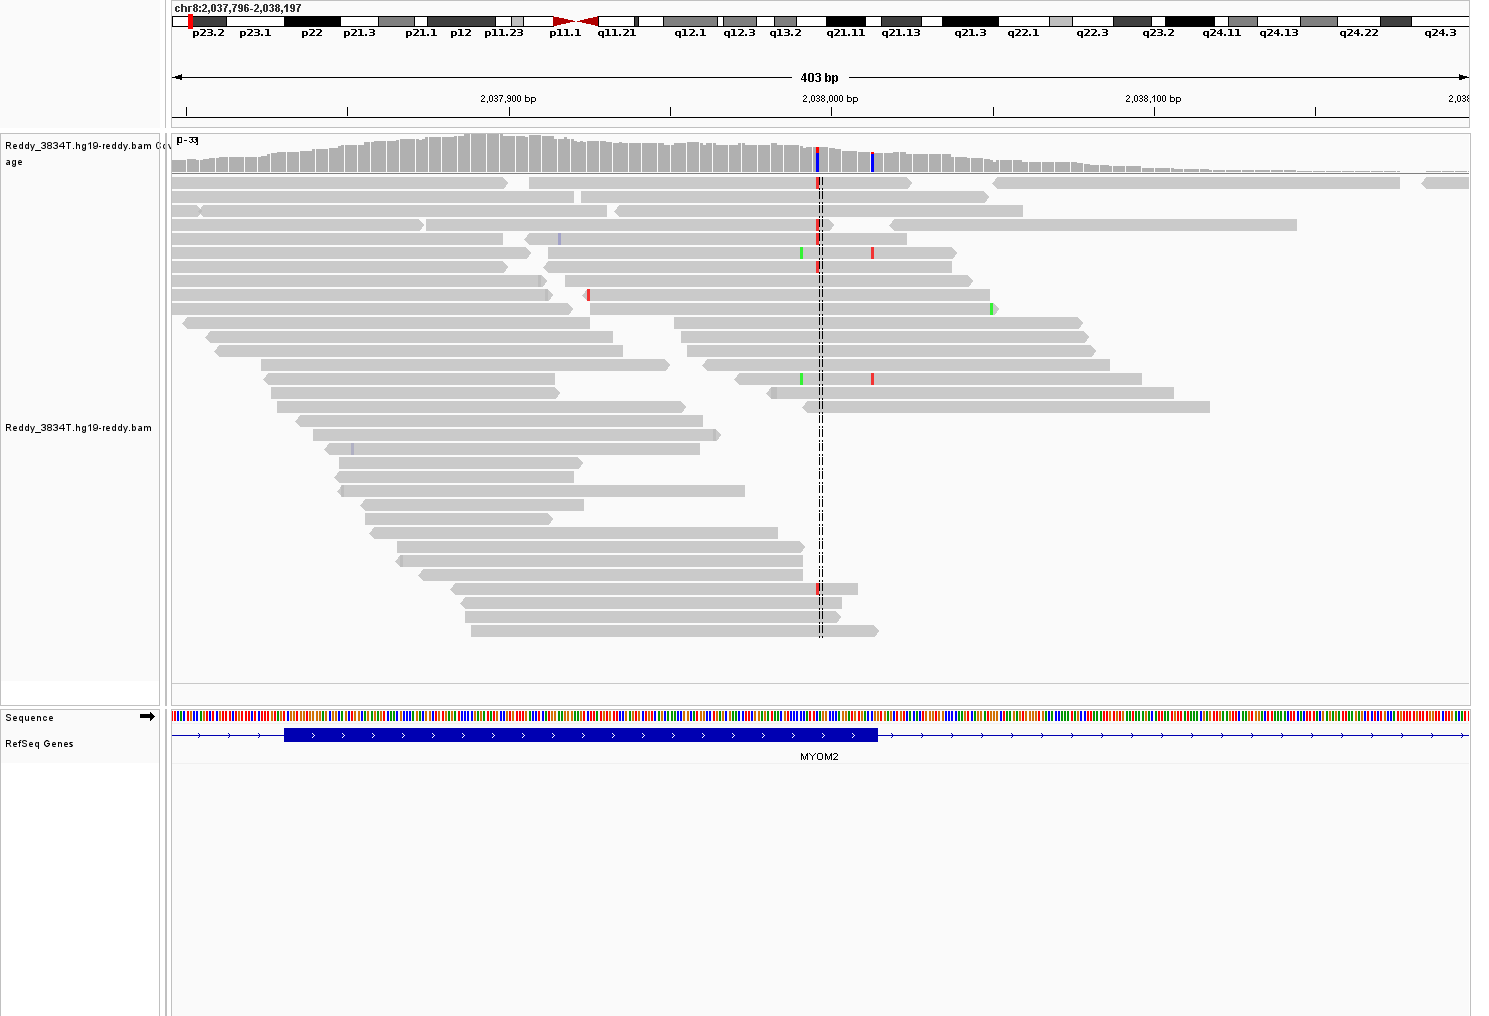 chr8:2,037,796-2,038,197
p23.2 p23.1 p22 p21.3 p21.1 p12 p11.23 p11.1 q11.21 q12.1 q12.3 q13.2 q21.11 q21.13 q21.3 q22.1 q22.3 q23.2 q24.11 q24.13 q24.22 q24.3
403 bp
2,037,900 bp 2,038,000 bp 2,038,100 bp 2,038
Reddy_3834T.hg19-reddy.bam Cov
age
[0-33]
Reddy_3834T.hg19-reddy.bam
Sequence
RefSeq Genes
MYOM2